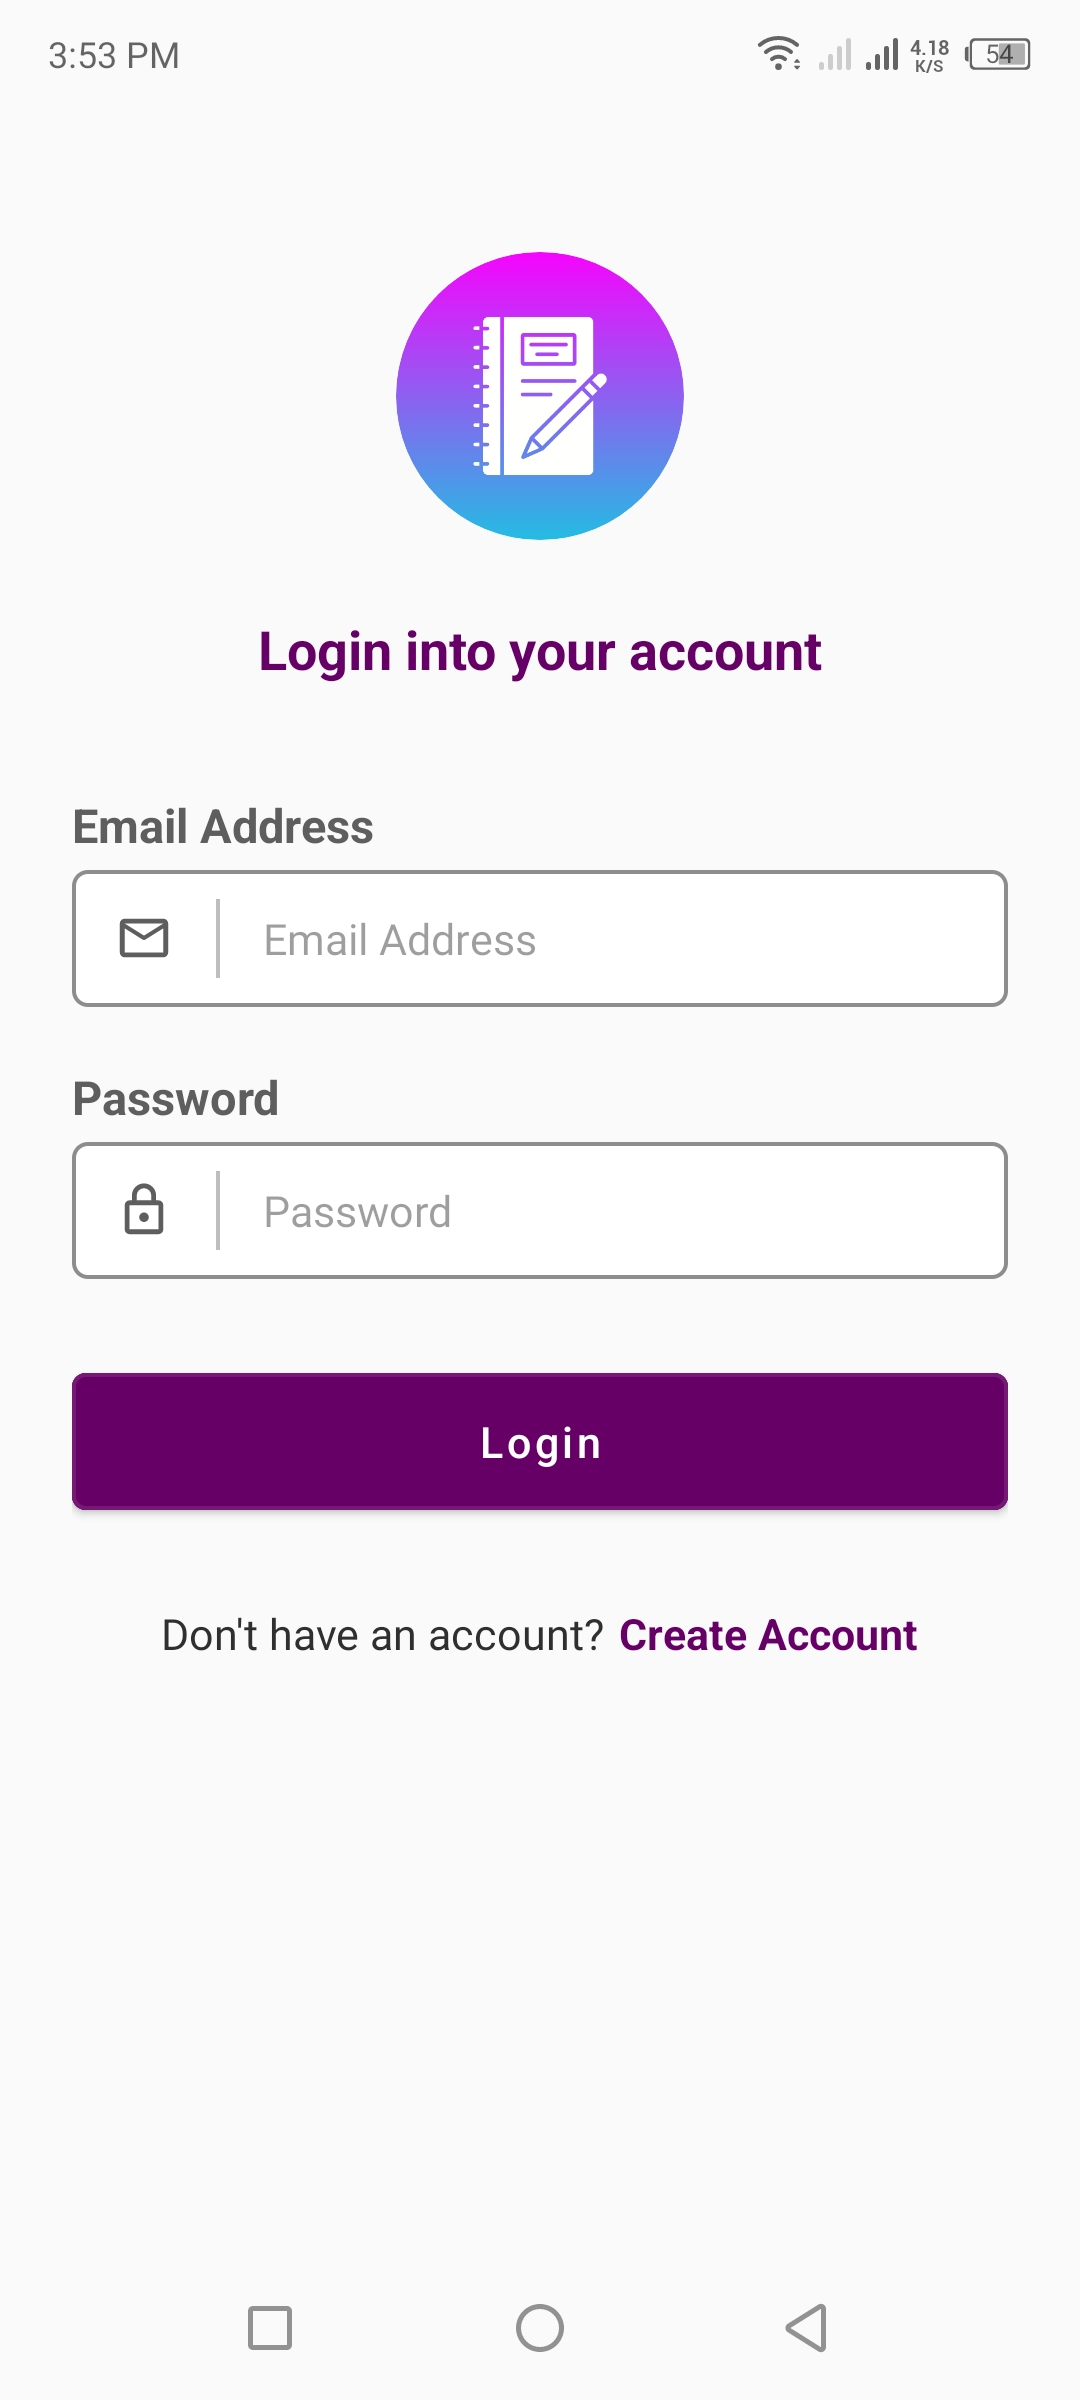 3:53 PM
4.18
K/S
54
Login into your account
Email Address
Email Address
Password
Password
Login
Don't have an account? Create Account